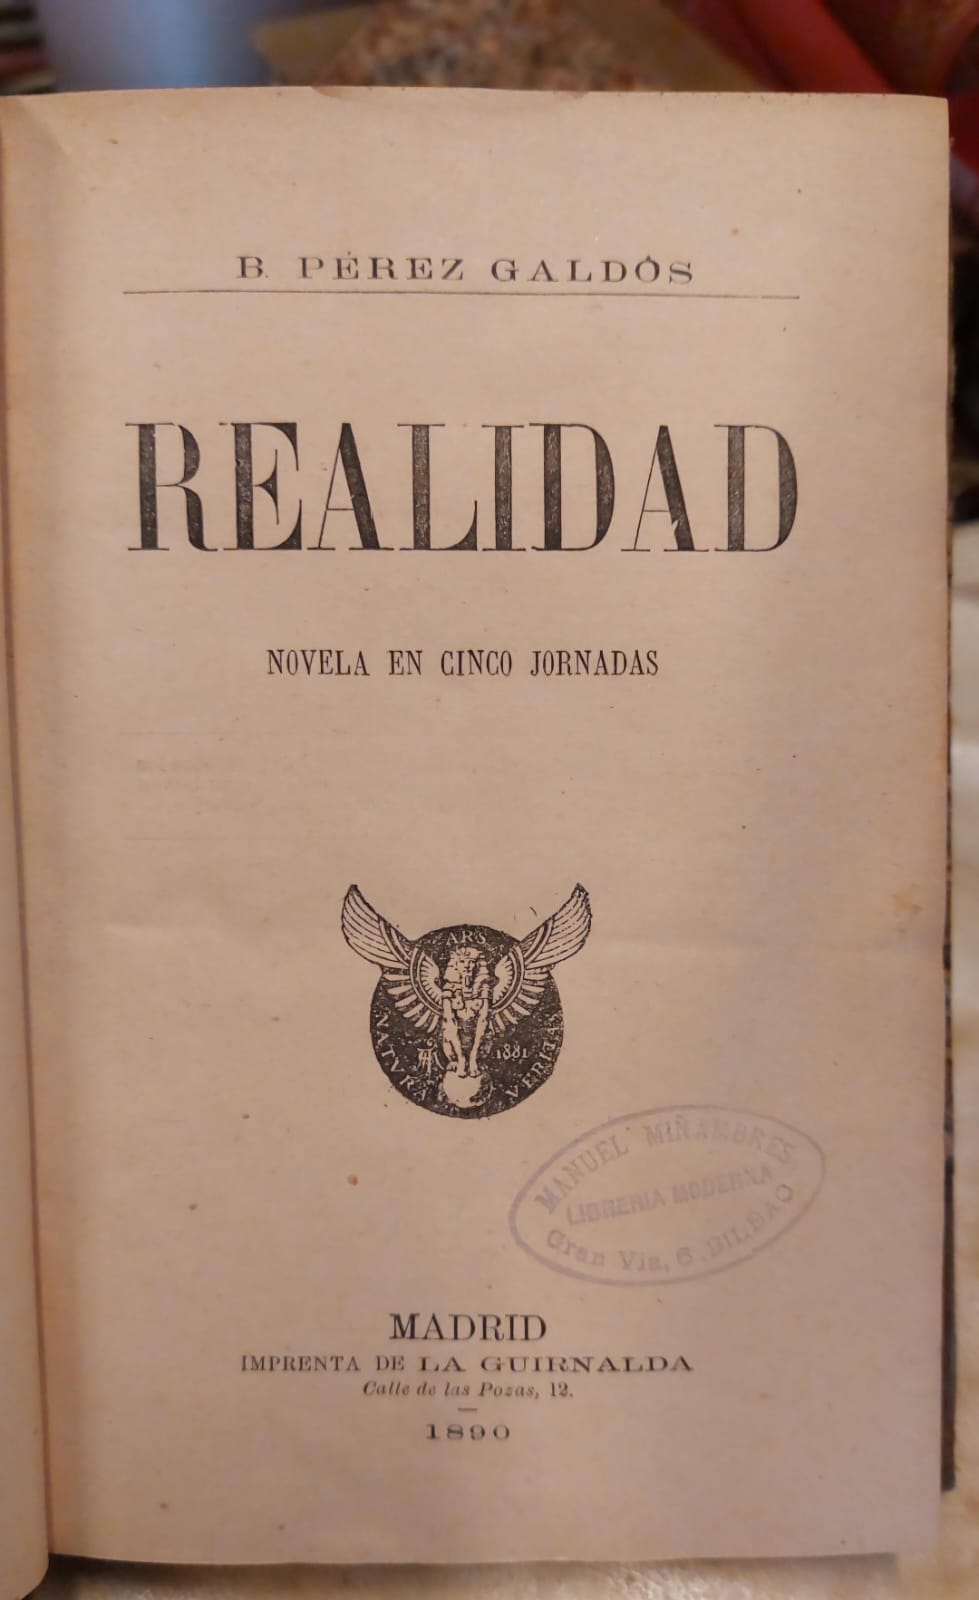 B. PÉREZ GALDÓS
REALIDAD
NOVELA EN CINCO JORNADAS
ARS
NATVRA
VERITAS
1881
MANUEL MIÑAMBRES
LIBRERIA MODERNA
Gran Via, 6. BILBAO
MADRID
IMPRENTA DE LA GUIRNALDA
Calle de las Pozas, 12.
1890